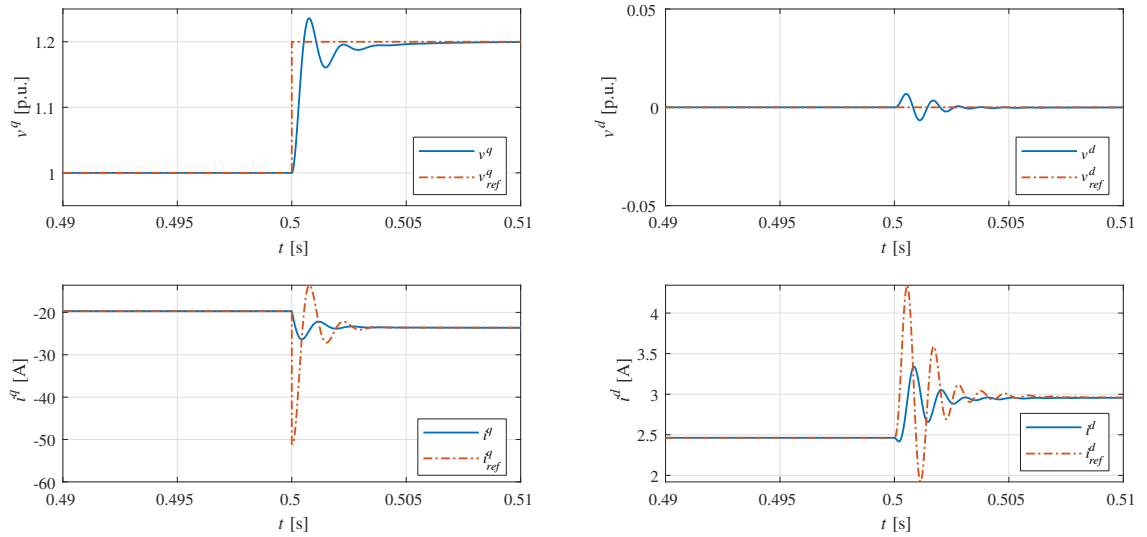 1.2
1.1
1
v^q [p.u.]
v^q
v^q_ref
0.49 0.495 0.5 0.505 0.51
t [s]
0.05
0
-0.05
v^d [p.u.]
v^d
v^d_ref
0.49 0.495 0.5 0.505 0.51
t [s]
-20
-30
-40
-50
-60
i^q [A]
i^q
i^q_ref
0.49 0.495 0.5 0.505 0.51
t [s]
4
3.5
3
2.5
2
i^d [A]
i^d
i^d_ref
0.49 0.495 0.5 0.505 0.51
t [s]